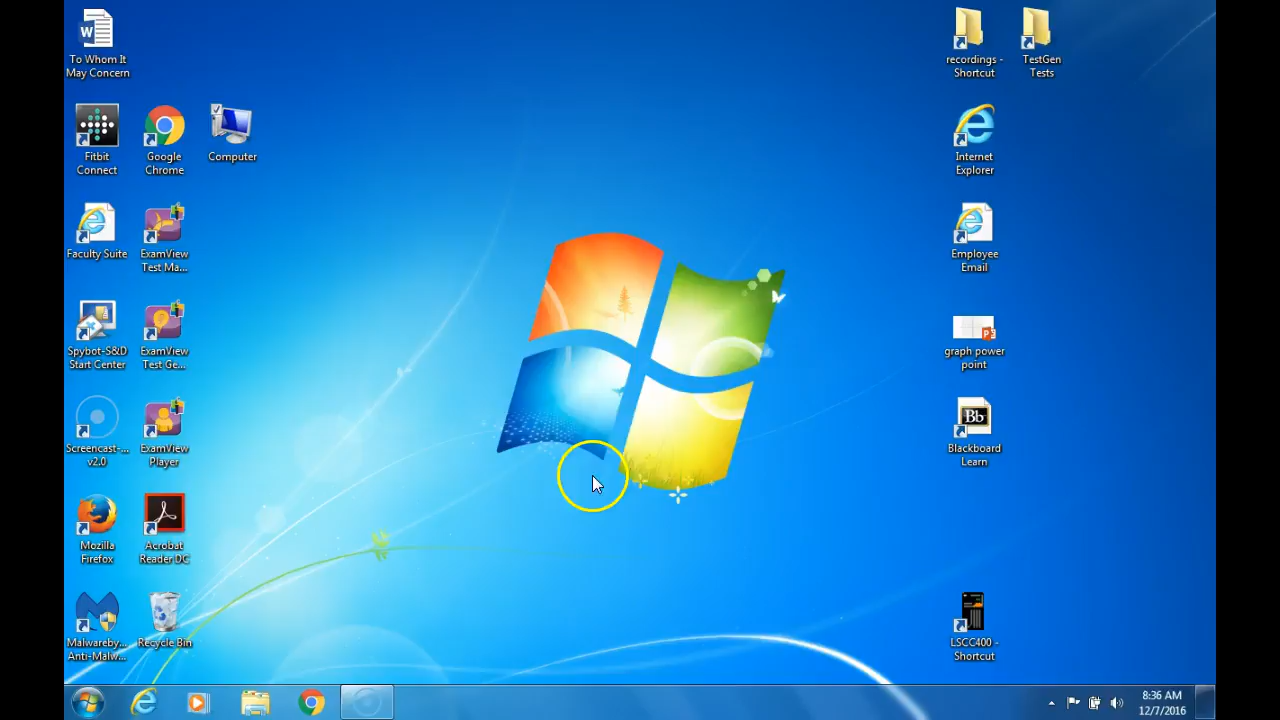 To Whom It
May Concern
recordings -
Shortcut
TestGen
Tests
Fitbit
Connect
Google
Chrome
Computer
Internet
Explorer
Faculty Suite
ExamView
Test Ma...
Employee
Email
Spybot-S&D
Start Center
ExamView
Test Ge...
graph power
point
Screencast-...
v2.0
ExamView
Player
Bb
Blackboard
Learn
Mozilla
Firefox
Acrobat
Reader DC
Malwareby...
Anti-Malw...
Recycle Bin
LSCC400 -
Shortcut
8:36 AM
12/7/2016